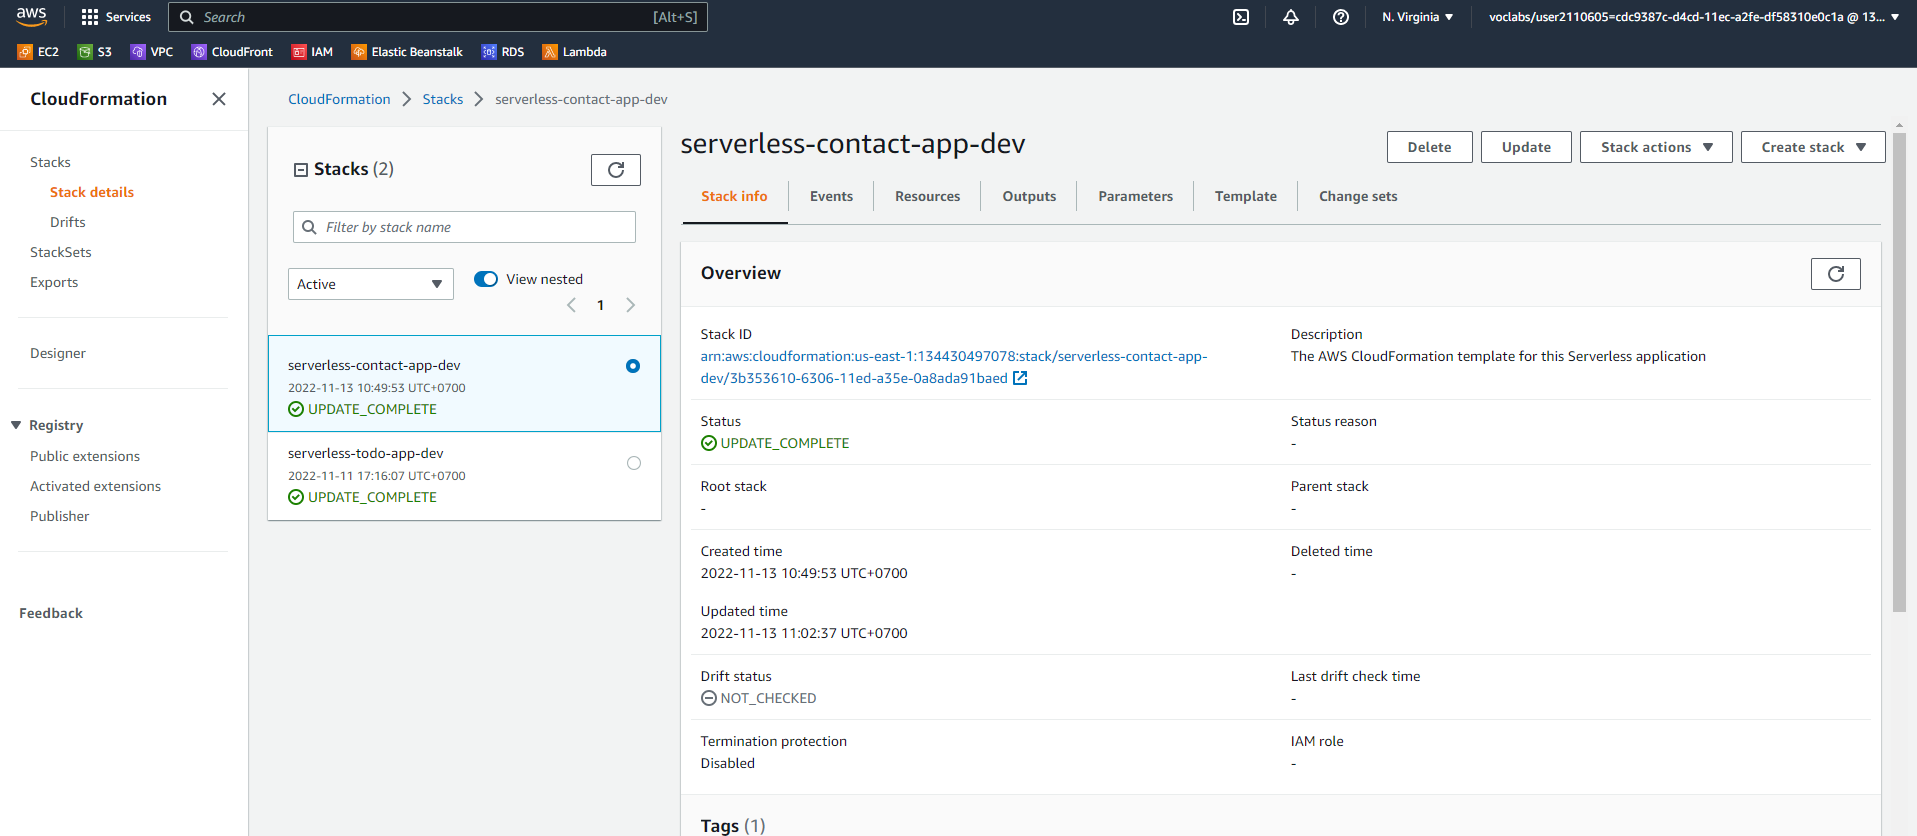 aws
Services
Search [Alt+S]
N. Virginia
voclabs/user2110605=cdc9387c-d4cd-11ec-a2fe-df58310e0c1a @ 13...
EC2 S3 VPC CloudFront IAM Elastic Beanstalk RDS Lambda
CloudFormation
Stacks
Stack details
Drifts
StackSets
Exports
Designer
Registry
Public extensions
Activated extensions
Publisher
Feedback
CloudFormation Stacks serverless-contact-app-dev
Stacks (2)
Filter by stack name
Active
View nested
1
serverless-contact-app-dev
2022-11-13 10:49:53 UTC+0700
UPDATE_COMPLETE
serverless-todo-app-dev
2022-11-11 17:16:07 UTC+0700
UPDATE_COMPLETE
serverless-contact-app-dev
Delete Update Stack actions Create stack
Stack info Events Resources Outputs Parameters Template Change sets
Overview
Stack ID
arn:aws:cloudformation:us-east-1:134430497078:stack/serverless-contact-app-
dev/3b353610-6306-11ed-a35e-0a8ada91baed
Description
The AWS CloudFormation template for this Serverless application
Status
UPDATE_COMPLETE
Status reason
-
Root stack
-
Parent stack
-
Created time
2022-11-13 10:49:53 UTC+0700
Deleted time
-
Updated time
2022-11-13 11:02:37 UTC+0700
Drift status
NOT_CHECKED
Last drift check time
-
Termination protection
Disabled
IAM role
-
Tags (1)